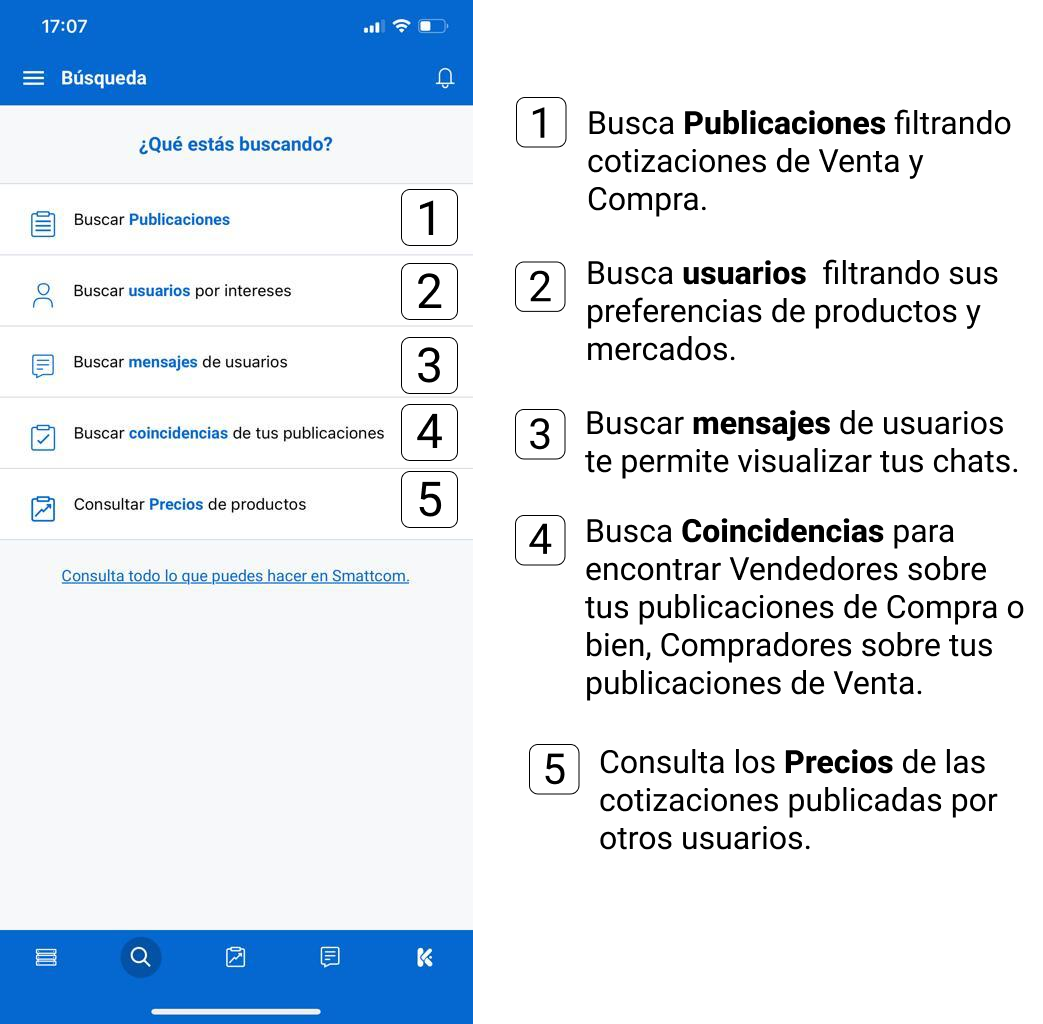 17:07
Búsqueda
¿Qué estás buscando?
Buscar Publicaciones
1
Buscar usuarios por intereses
2
Buscar mensajes de usuarios
3
Buscar coincidencias de tus publicaciones
4
Consultar Precios de productos
5
Consulta todo lo que puedes hacer en Smattcom.
1
Busca Publicaciones filtrando
cotizaciones de Venta y
Compra.
2
Busca usuarios filtrando sus
preferencias de productos y
mercados.
3
Buscar mensajes de usuarios
te permite visualizar tus chats.
4
Busca Coincidencias para
encontrar Vendedores sobre
tus publicaciones de Compra o
bien, Compradores sobre tus
publicaciones de Venta.
5
Consulta los Precios de las
cotizaciones publicadas por
otros usuarios.